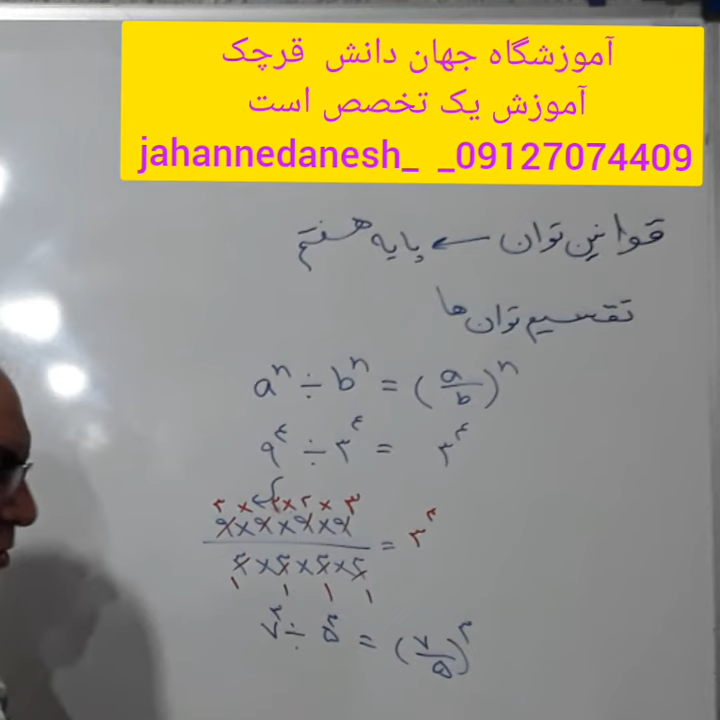 آموزشگاه جهان دانش قرچک
آموزش یک تخصص است
jahannedanesh_ _09127074409
قوانین توان ← پایه هفتم
تقسیم توان ها
aⁿ ÷ bⁿ = (a/b)ⁿ
۹^۴ ÷ ۳^۴ = ۳^۴
۳ × ۳ × ۳ × ۳
۹×۹×۹×۹ = ۳^۴
۳×۳×۳×۳
۱ ۱ ۱ ۱
۷^۳ ÷ ۵^۳ = (۷/۵)^۳